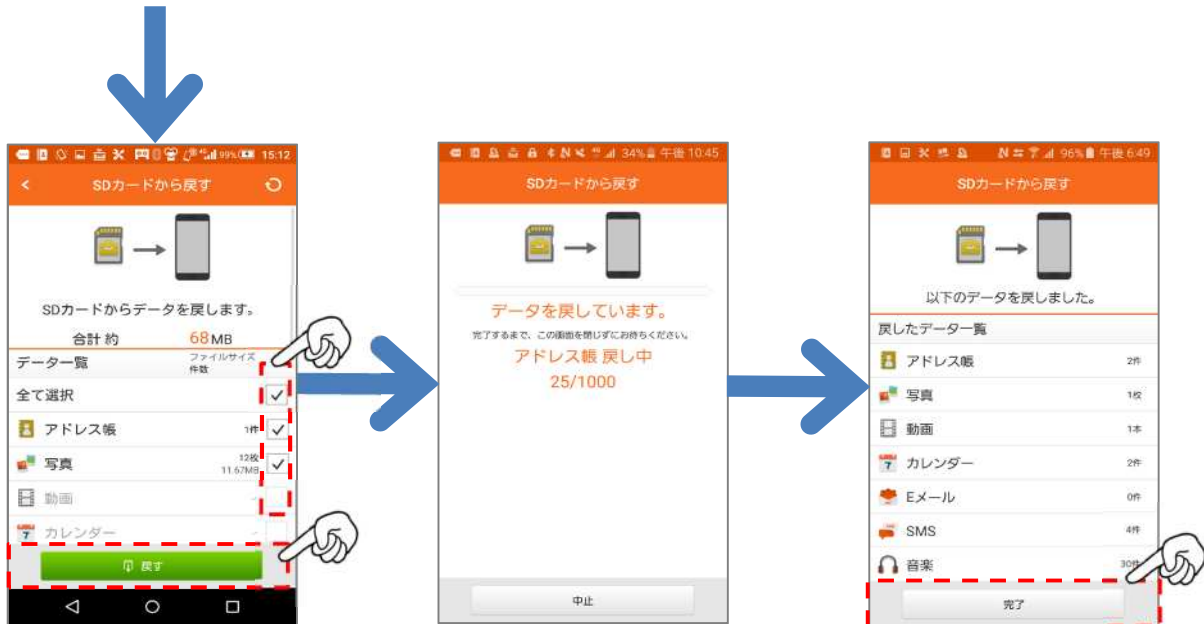 99% 15:12
SDカードから戻す
SDカードからデータを戻します。
合計 約 68MB
データ一覧 ファイルサイズ
件数
全て選択
アドレス帳 1件
写真 12枚
11.67MB
動画 -
カレンダー -
戻す
34% 午後10:45
SDカードから戻す
データを戻しています。
完了するまで、この画面を閉じずにお待ちください。
アドレス帳 戻し中
25/1000
中止
96% 午後6:49
SDカードから戻す
以下のデータを戻しました。
戻したデータ一覧
アドレス帳 2件
写真 1枚
動画 1本
7 カレンダー 2件
Eメール 0件
SMS 4件
音楽 30件
完了